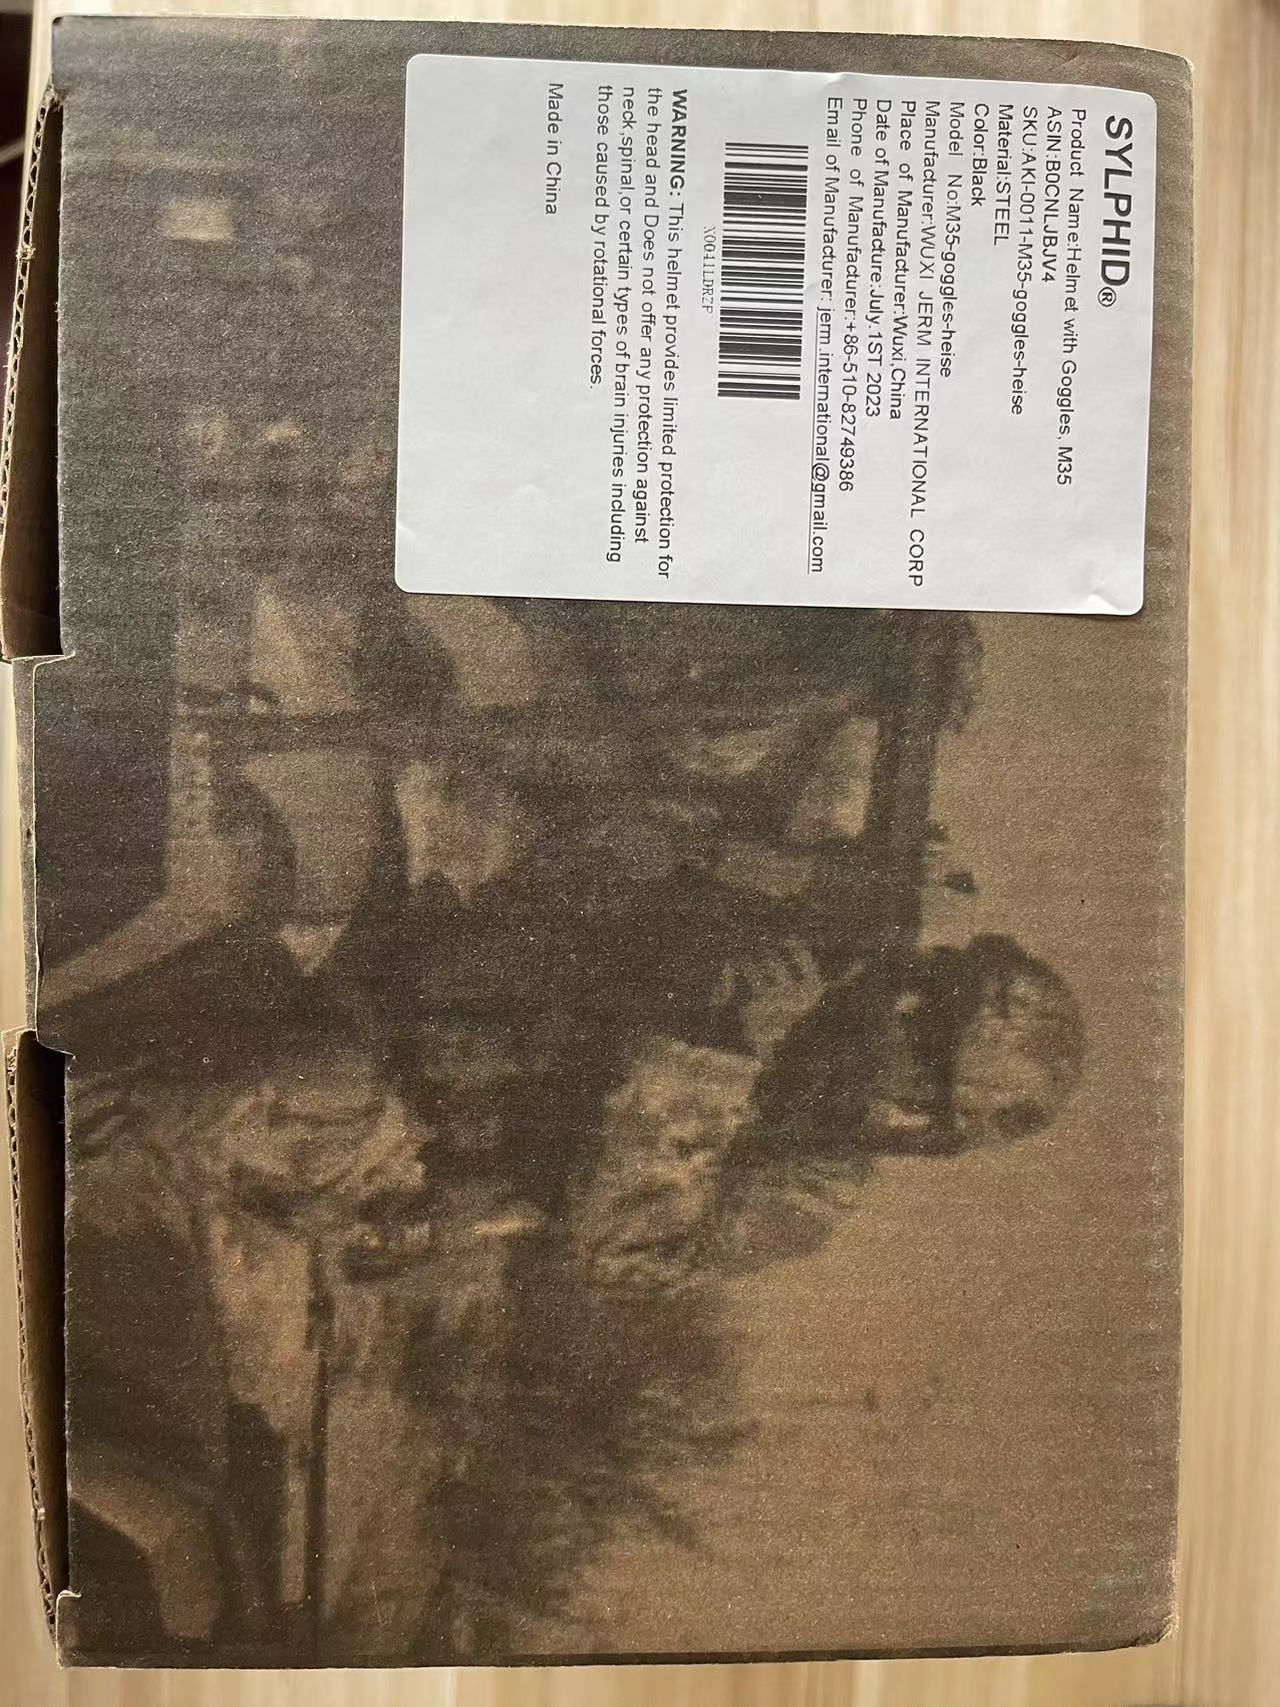 SYLPHID®
Product Name:Helmet with Goggles, M35
ASIN:B0CNLJBJV4
SKU:AKI-0011-M35-goggles-heise
Material:STEEL
Color:Black
Model No:M35-goggles-heise
Manufacturer:WUXI JERM INTERNATIONAL CORP
Place of Manufacturer:Wuxi,China
Date of Manufacture:July.1ST 2023
Phone of Manufacturer:+86-510-82749386
Email of Manufacturer: jerm.international@gmail.com
X0041LDRZP
WARNING: This helmet provides limited protection for
the head and Does not offer any protection against
neck,spinal,or certain types of brain injuries including
those caused by rotational forces.
Made in China